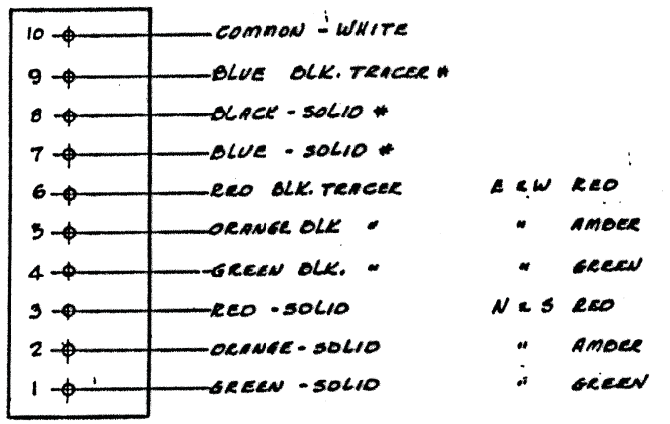 10 COMMON - WHITE
9 BLUE BLK. TRACER *
8 BLACK - SOLID *
7 BLUE - SOLID *
6 RED BLK. TRACER E & W RED
5 ORANGE BLK " " AMBER
4 GREEN BLK. " " GREEN
3 RED - SOLID N & S RED
2 ORANGE - SOLID " AMBER
1 GREEN - SOLID " GREEN